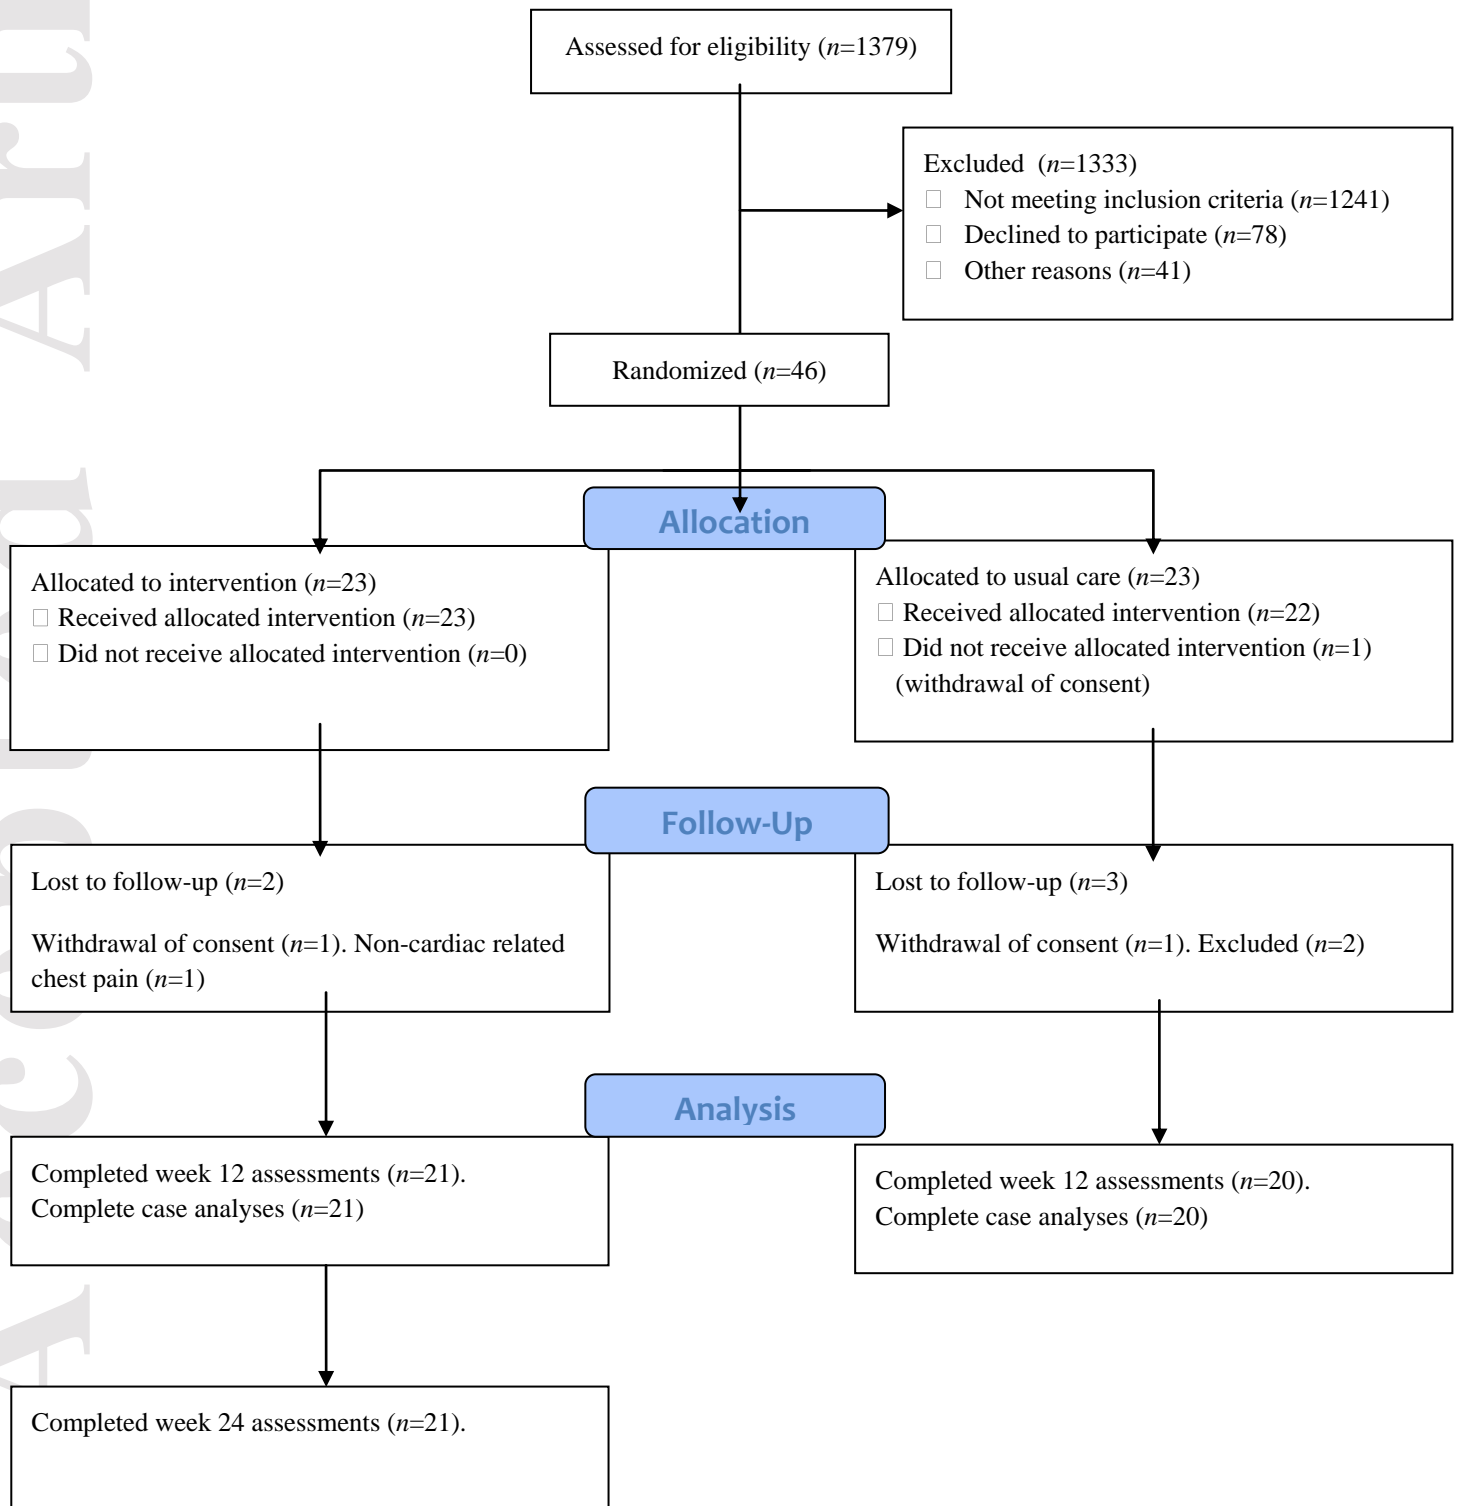 Assessed for eligibility (n=1379)
Excluded (n=1333)
Not meeting inclusion criteria (n=1241)
Declined to participate (n=78)
Other reasons (n=41)
Randomized (n=46)
Allocation
Allocated to intervention (n=23)
Received allocated intervention (n=23)
Did not receive allocated intervention (n=0)
Allocated to usual care (n=23)
Received allocated intervention (n=22)
Did not receive allocated intervention (n=1)
(withdrawal of consent)
Follow-Up
Lost to follow-up (n=2)
Withdrawal of consent (n=1). Non-cardiac related
chest pain (n=1)
Lost to follow-up (n=3)
Withdrawal of consent (n=1). Excluded (n=2)
Analysis
Completed week 12 assessments (n=21).
Complete case analyses (n=21)
Completed week 12 assessments (n=20).
Complete case analyses (n=20)
Completed week 24 assessments (n=21).